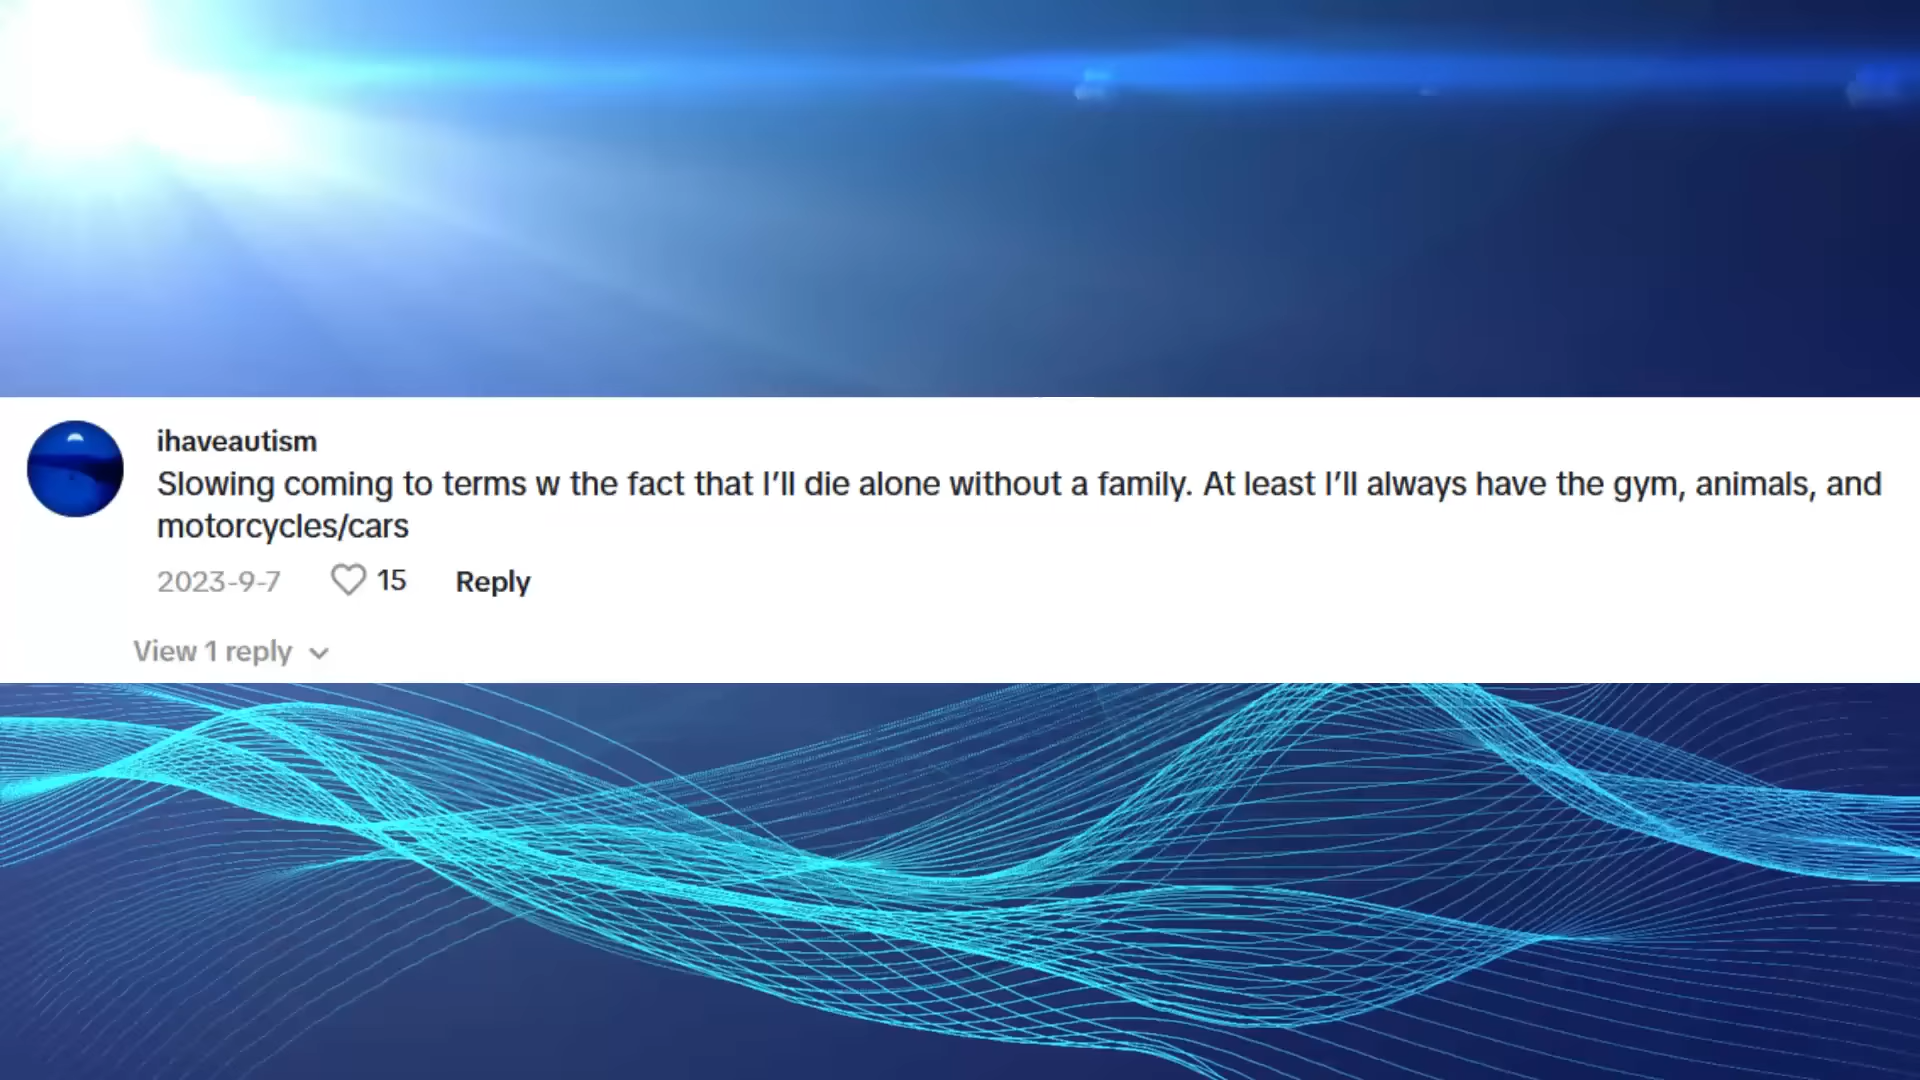 ihaveautism
Slowing coming to terms w the fact that I’ll die alone without a family. At least I’ll always have the gym, animals, and
motorcycles/cars
2023-9-7 15 Reply
View 1 reply